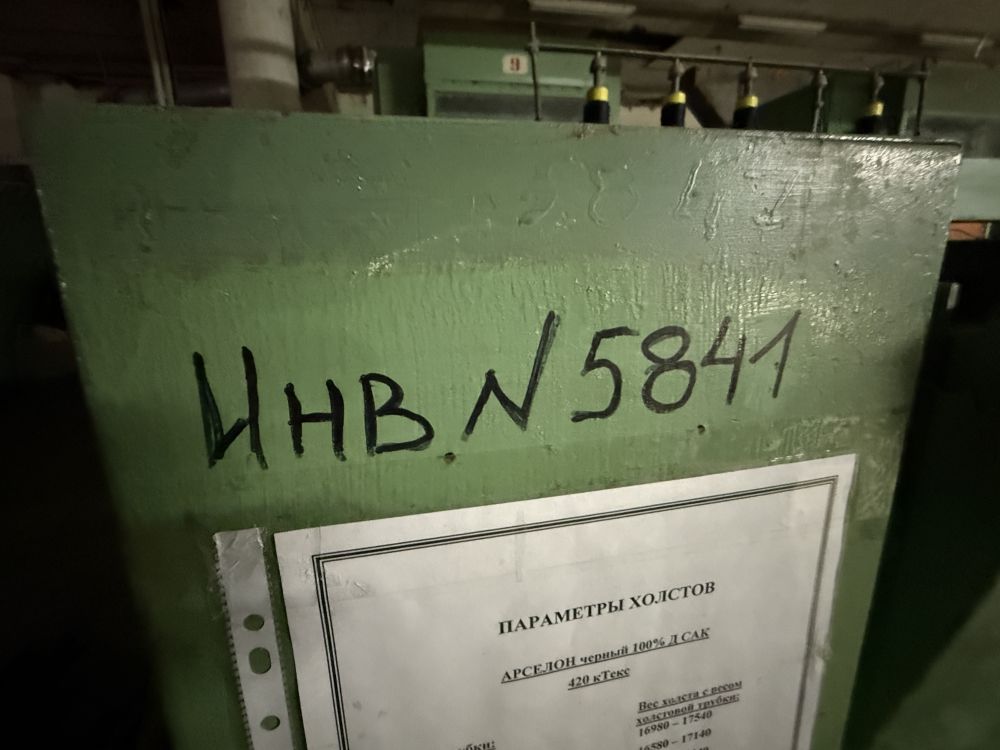 9
ИНВ N 5841
ПАРАМЕТРЫ ХОЛСТОВ
АРСЕЛОН черный 100% Д САК
420 кТекс
Вес холста с весом
холстовой трубки:
16980 – 17540
16580 – 17140